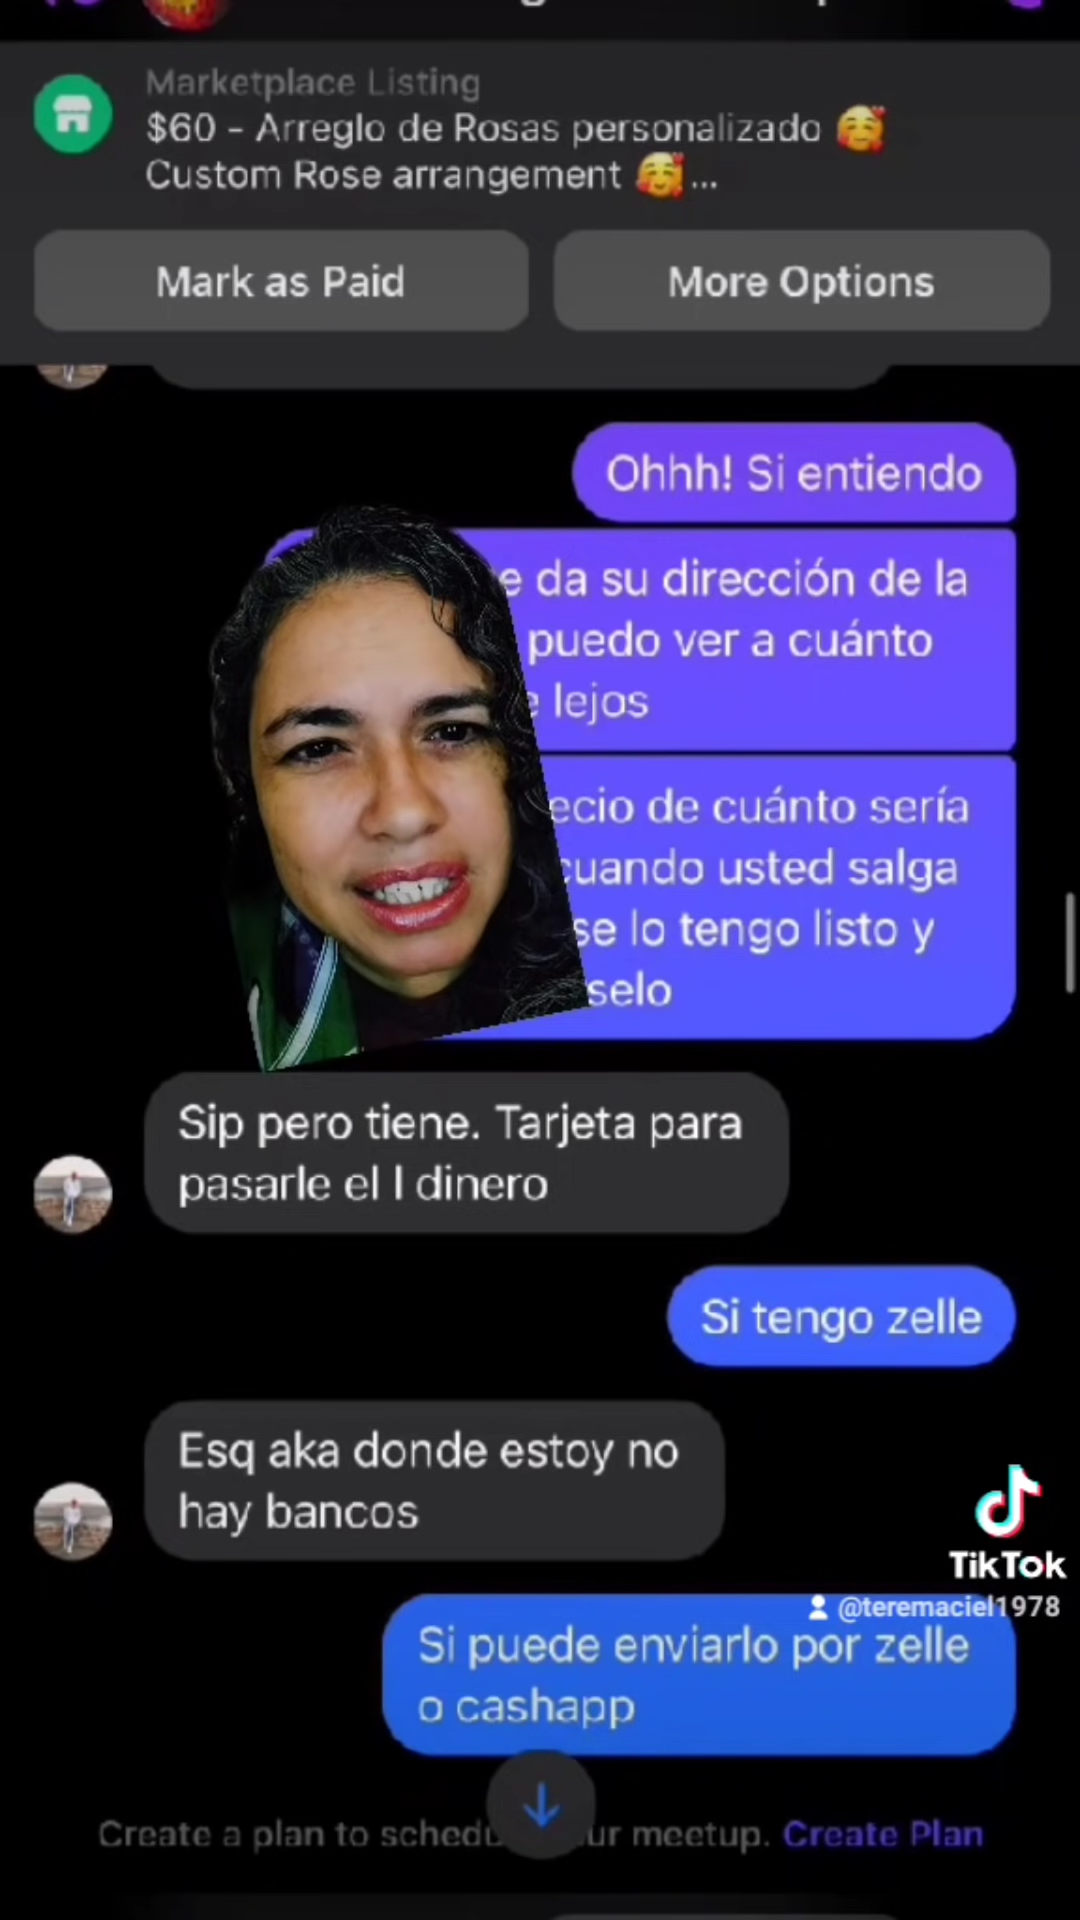 Marketplace Listing
$60 - Arreglo de Rosas personalizado 🥰
Custom Rose arrangement 🥰...
Mark as Paid
More Options
Ohhh! Si entiendo
da su dirección de la
puedo ver a cuánto
lejos
de cuánto sería
cuando usted salga
se lo tengo listo y
selo
Sip pero tiene. Tarjeta para
pasarle el l dinero
Si tengo zelle
Esq aka donde estoy no
hay bancos
TikTok
@teremaciel1978
Si puede enviarlo por zelle
o cashapp
Create a plan to schedu ur meetup. Create Plan